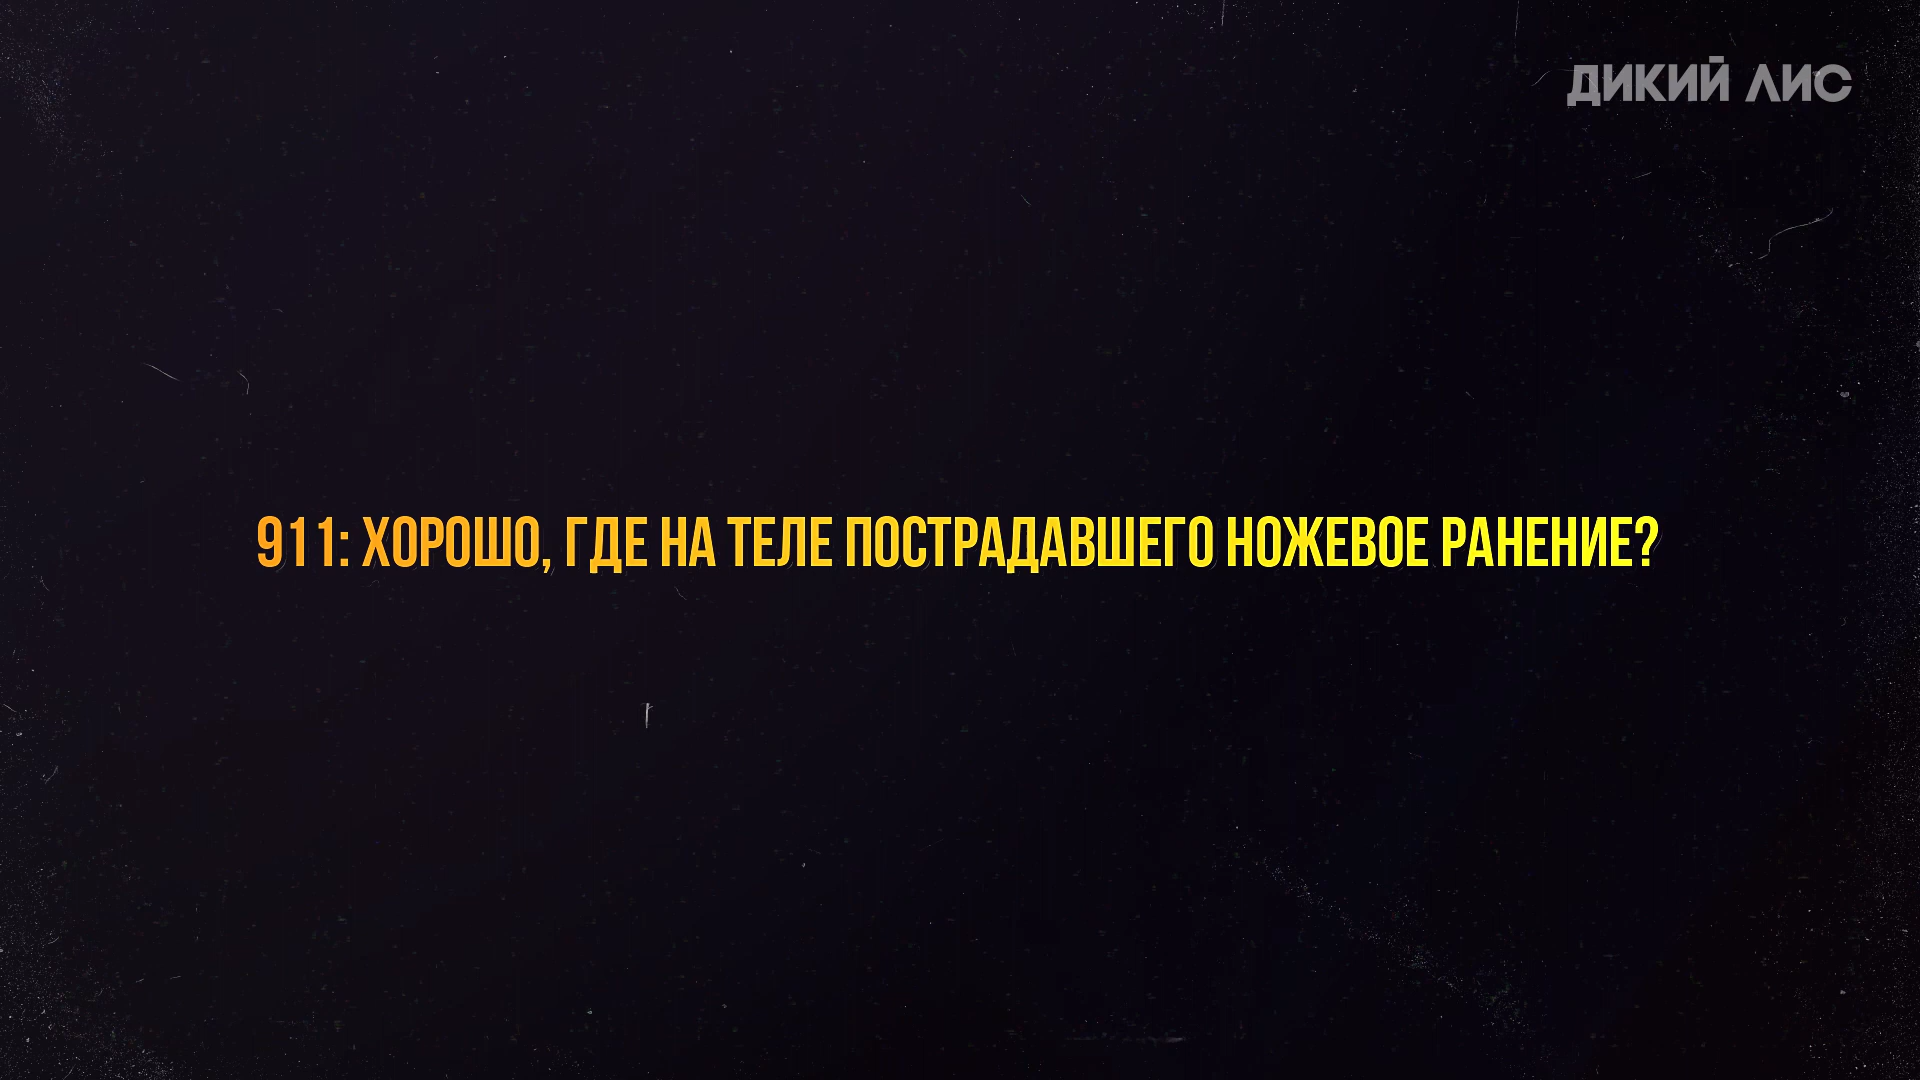 ДИКИЙ ЛИС
911: ХОРОШО, ГДЕ НА ТЕЛЕ ПОСТРАДАВШЕГО НОЖЕВОЕ РАНЕНИЕ?